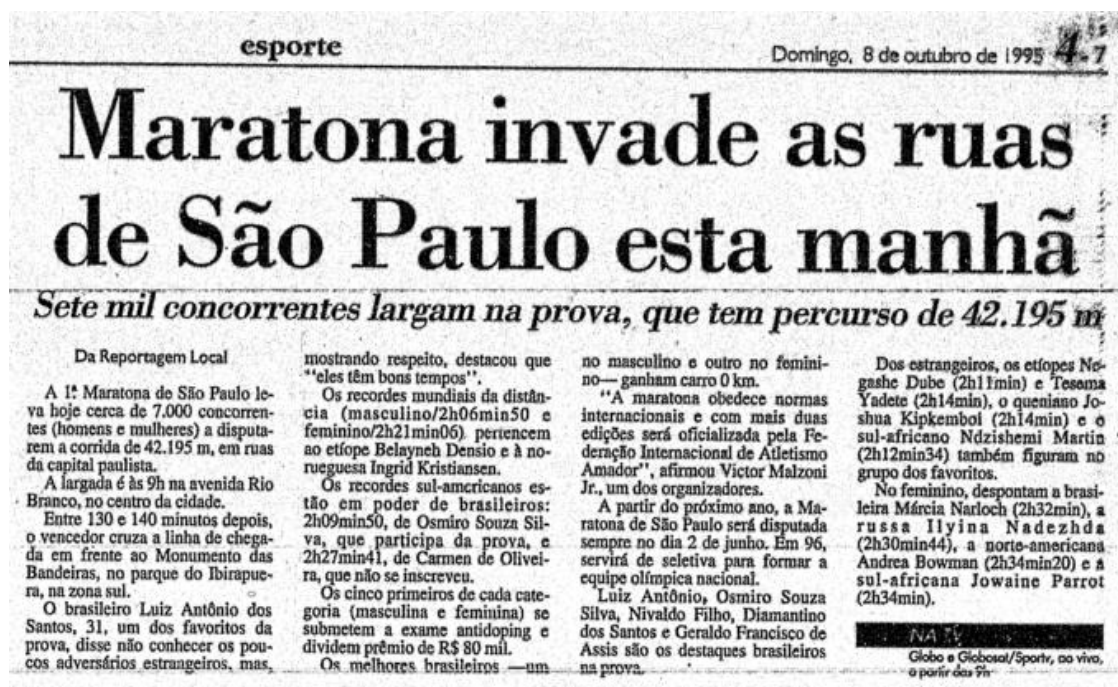 esporte
Domingo, 8 de outubro de 1995 4-7
Maratona invade as ruas
de São Paulo esta manhã
Sete mil concorrentes largam na prova, que tem percurso de 42.195 m
Da Reportagem Local
A 1ª Maratona de São Paulo le-
va hoje cerca de 7.000 concorren-
tes (homens e mulheres) a disputa-
rem a corrida de 42.195 m, em ruas
da capital paulista.
A largada é às 9h na avenida Rio
Branco, no centro da cidade.
Entre 130 e 140 minutos depois,
o vencedor cruza a linha de chega-
da em frente ao Monumento das
Bandeiras, no parque do Ibirapue-
ra, na zona sul.
O brasileiro Luiz Antônio dos
Santos, 31, um dos favoritos da
prova, disse não conhecer os pou-
cos adversários estrangeiros, mas,
mostrando respeito, destacou que
"eles têm bons tempos".
Os recordes mundiais da distân-
cia (masculino/2h06min50 e
feminino/2h21min06) pertencem
ao etíope Belayneh Densio e à no-
rueguesa Ingrid Kristiansen.
Os recordes sul-americanos es-
tão em poder de brasileiros:
2h09min50, de Osmiro Souza Sil-
va, que participa da prova, e
2h27min41, de Carmen de Olivei-
ra, que não se inscreveu.
Os cinco primeiros de cada cate-
goria (masculina e feminina) se
submetem a exame antidoping e
dividem prêmio de R$ 80 mil.
Os melhores brasileiros —um
no masculino e outro no femini-
no— ganham carro 0 km.
"A maratona obedece normas
internacionais e com mais duas
edições será oficializada pela Fe-
deração Internacional de Atletismo
Amador", afirmou Victor Malzoni
Jr., um dos organizadores.
A partir do próximo ano, a Ma-
ratona de São Paulo será disputada
sempre no dia 2 de junho. Em 96,
servirá de seletiva para formar a
equipe olímpica nacional.
Luiz Antônio, Osmiro Souza
Silva, Nivaldo Filho, Diamantino
dos Santos e Geraldo Francisco de
Assis são os destaques brasileiros
na prova.
Dos estrangeiros, os etíopes Ne-
gashe Dube (2h11min) e Tesema
Yadete (2h14min), o queniano Jo-
shua Kipkemboi (2h14min) e o
sul-africano Ndzishemi Martin
(2h12min34) também figuram no
grupo dos favoritos.
No feminino, despontam a brasi-
leira Márcia Narloch (2h32min), a
russa Ilyina Nadezhda
(2h30min44), a norte-americana
Andrea Bowman (2h34min20) e a
sul-africana Jowaine Parrot
(2h34min).
NA TV
Globo e Globosat/Sportv, ao vivo,
a partir das 9h